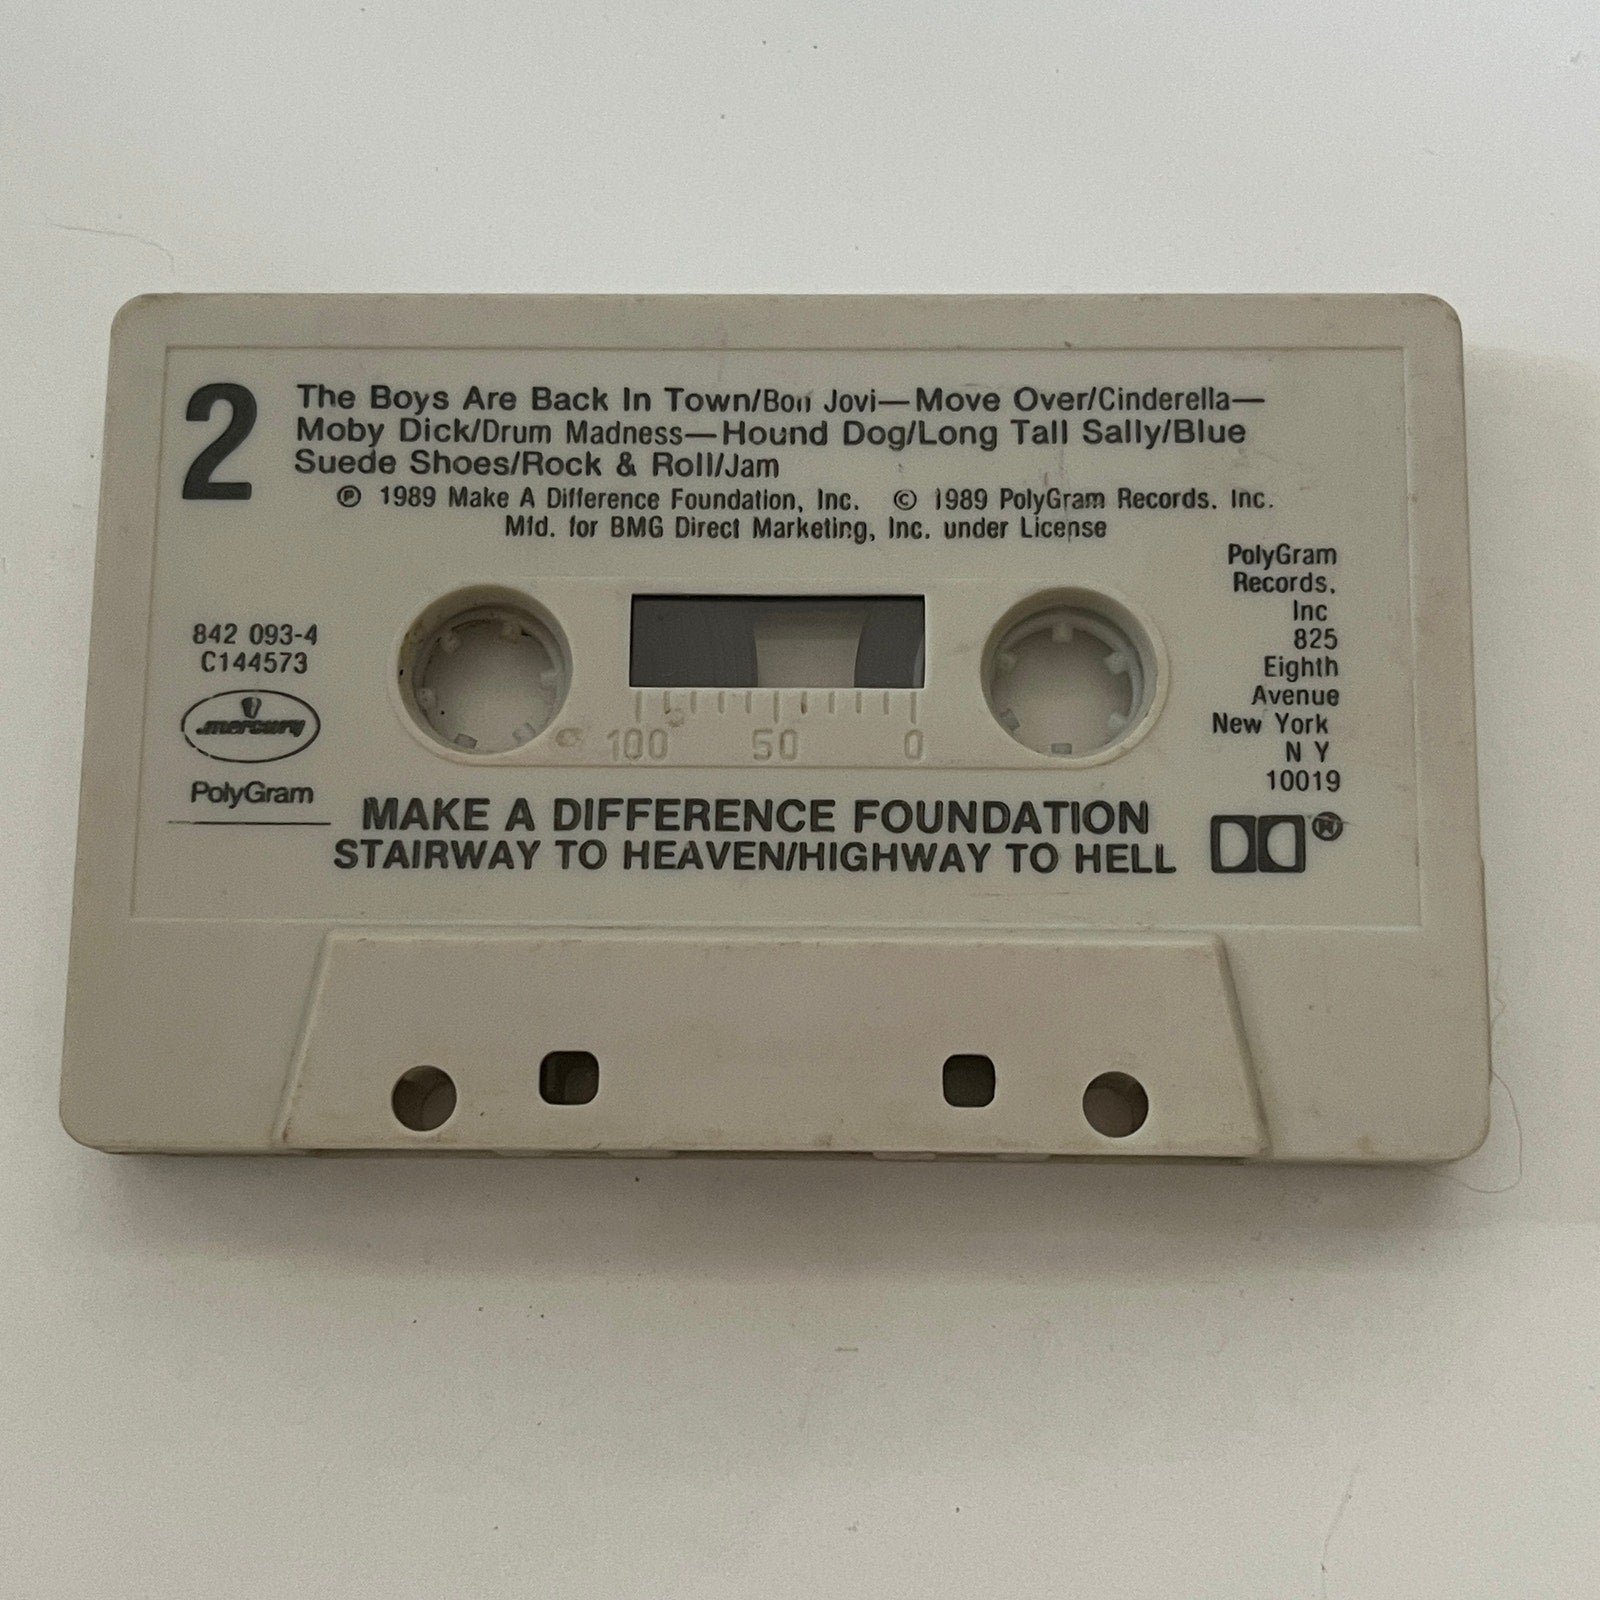 2
The Boys Are Back In Town/Bon Jovi—Move Over/Cinderella—
Moby Dick/Drum Madness—Hound Dog/Long Tall Sally/Blue
Suede Shoes/Rock & Roll/Jam
℗ 1989 Make A Difference Foundation, Inc. © 1989 PolyGram Records. Inc.
Mfd. for BMG Direct Marketing, Inc. under License
842 093-4
C144573
mercury
PolyGram
100 50 0
PolyGram
Records,
Inc
825
Eighth
Avenue
New York
N Y
10019
MAKE A DIFFERENCE FOUNDATION
STAIRWAY TO HEAVEN/HIGHWAY TO HELL
®